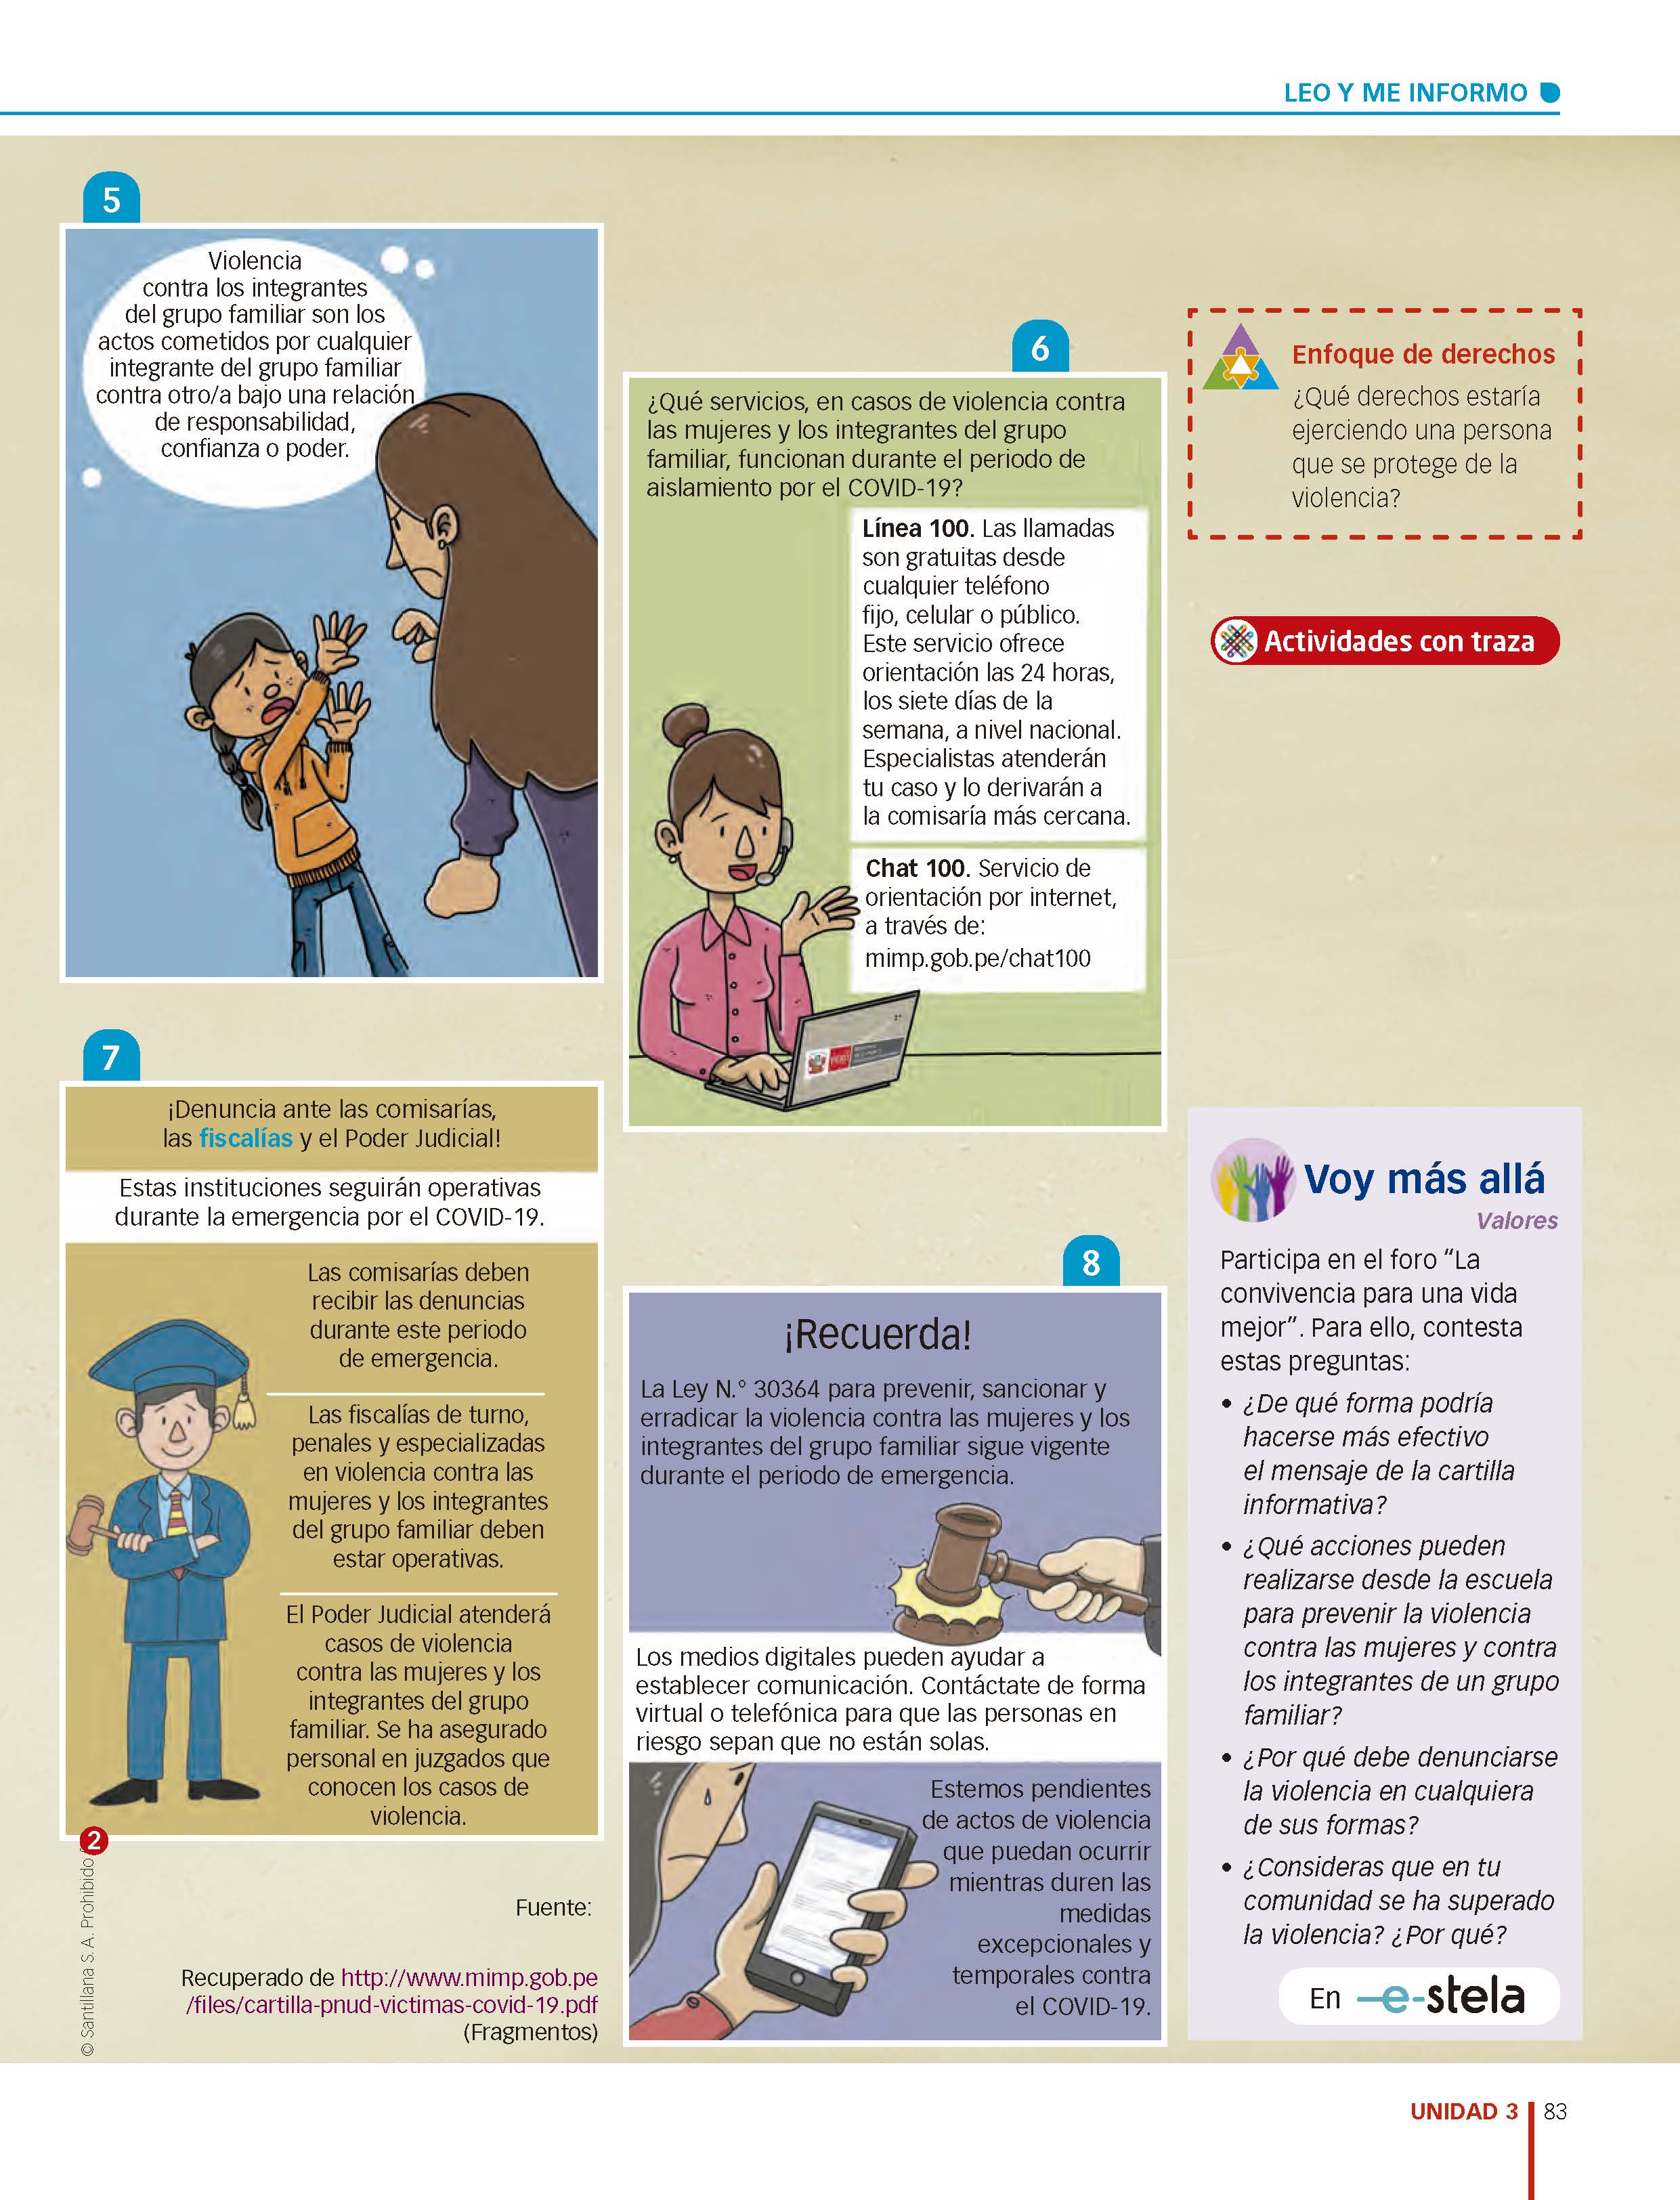 LEO Y ME INFORMO
5
Violencia
contra los integrantes
del grupo familiar son los
actos cometidos por cualquier
integrante del grupo familiar
contra otro/a bajo una relación
de responsabilidad,
confianza o poder.
6
¿Qué servicios, en casos de violencia contra
las mujeres y los integrantes del grupo
familiar, funcionan durante el periodo de
aislamiento por el COVID-19?
Línea 100. Las llamadas
son gratuitas desde
cualquier teléfono
fijo, celular o público.
Este servicio ofrece
orientación las 24 horas,
los siete días de la
semana, a nivel nacional.
Especialistas atenderán
tu caso y lo derivarán a
la comisaría más cercana.
Chat 100. Servicio de
orientación por internet,
a través de:
mimp.gob.pe/chat100
PERÚ
Enfoque de derechos
¿Qué derechos estaría
ejerciendo una persona
que se protege de la
violencia?
Actividades con traza
7
¡Denuncia ante las comisarías,
las fiscalías y el Poder Judicial!
Estas instituciones seguirán operativas
durante la emergencia por el COVID-19.
Las comisarías deben
recibir las denuncias
durante este periodo
de emergencia.
Las fiscalías de turno,
penales y especializadas
en violencia contra las
mujeres y los integrantes
del grupo familiar deben
estar operativas.
El Poder Judicial atenderá
casos de violencia
contra las mujeres y los
integrantes del grupo
familiar. Se ha asegurado
personal en juzgados que
conocen los casos de
violencia.
2
© Santillana S. A. Prohibido
Fuente:
Recuperado de http://www.mimp.gob.pe
/files/cartilla-pnud-victimas-covid-19.pdf
(Fragmentos)
8
¡Recuerda!
La Ley N.° 30364 para prevenir, sancionar y
erradicar la violencia contra las mujeres y los
integrantes del grupo familiar sigue vigente
durante el periodo de emergencia.
Los medios digitales pueden ayudar a
establecer comunicación. Contáctate de forma
virtual o telefónica para que las personas en
riesgo sepan que no están solas.
Estemos pendientes
de actos de violencia
que puedan ocurrir
mientras duren las
medidas
excepcionales y
temporales contra
el COVID-19.
Voy más allá
Valores
Participa en el foro “La
convivencia para una vida
mejor”. Para ello, contesta
estas preguntas:
• ¿De qué forma podría
hacerse más efectivo
el mensaje de la cartilla
informativa?
• ¿Qué acciones pueden
realizarse desde la escuela
para prevenir la violencia
contra las mujeres y contra
los integrantes de un grupo
familiar?
• ¿Por qué debe denunciarse
la violencia en cualquiera
de sus formas?
• ¿Consideras que en tu
comunidad se ha superado
la violencia? ¿Por qué?
En e-stela
UNIDAD 3 83